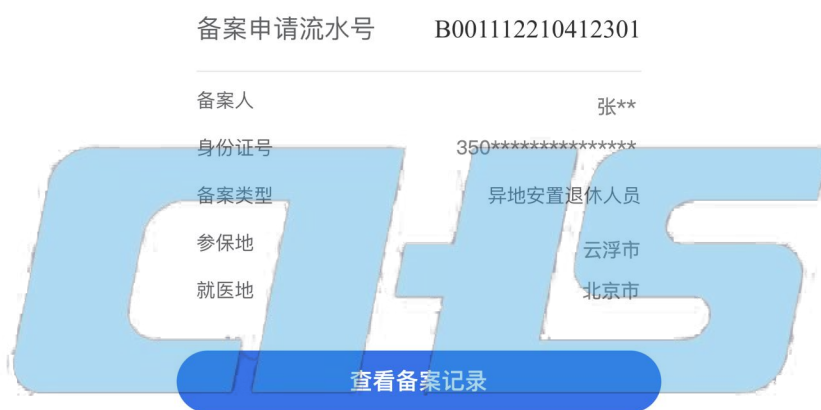 备案申请流水号 B001112210412301
备案人 张**
身份证号 350***************
备案类型 异地安置退休人员
参保地 云浮市
就医地 北京市
CHS
查看备案记录